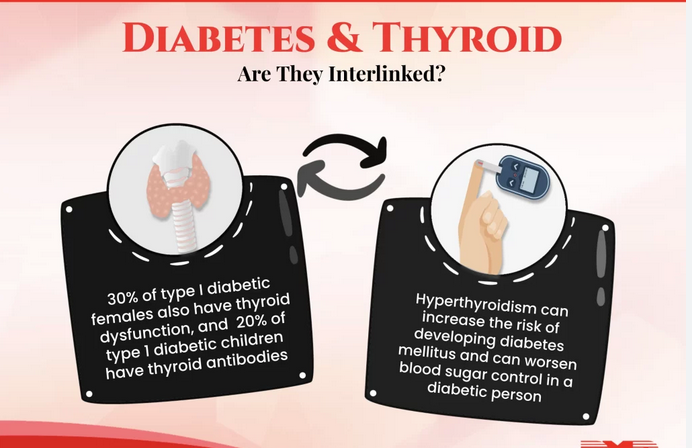 DIABETES & THYROID
Are They Interlinked?
30% of type I diabetic
females also have thyroid
dysfunction, and 20% of
type 1 diabetic children
have thyroid antibodies
Hyperthyroidism can
increase the risk of
developing diabetes
mellitus and can worsen
blood sugar control in a
diabetic person